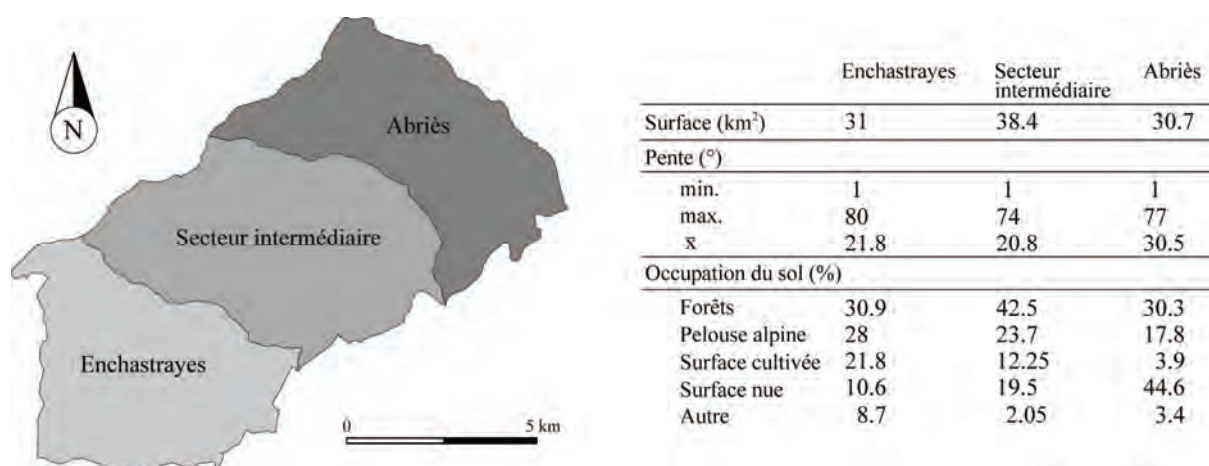 N
Abriès
Secteur intermédiaire
Enchastrayes
0 5 km
Enchastrayes Secteur intermédiaire Abriès
Surface (km²) 31 38.4 30.7
Pente (°)
min. 1 1 1
max. 80 74 77
x̄ 21.8 20.8 30.5
Occupation du sol (%)
Forêts 30.9 42.5 30.3
Pelouse alpine 28 23.7 17.8
Surface cultivée 21.8 12.25 3.9
Surface nue 10.6 19.5 44.6
Autre 8.7 2.05 3.4